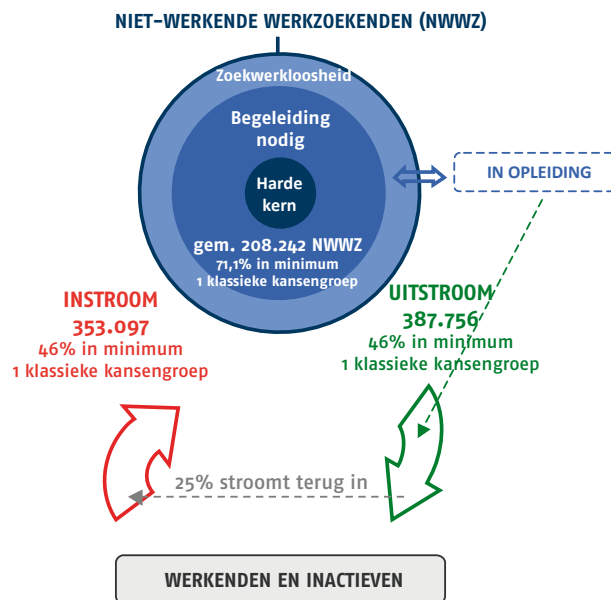 NIET-WERKENDE WERKZOEKENDEN (NWWZ)
Zoekwerkloosheid
Begeleiding
nodig
Harde
kern
gem. 208.242 NWWZ
71,1% in minimum
1 klassieke kansengroep
IN OPLEIDING
INSTROOM
353.097
46% in minimum
1 klassieke kansengroep
UITSTROOM
387.756
46% in minimum
1 klassieke kansengroep
25% stroomt terug in
WERKENDEN EN INACTIEVEN